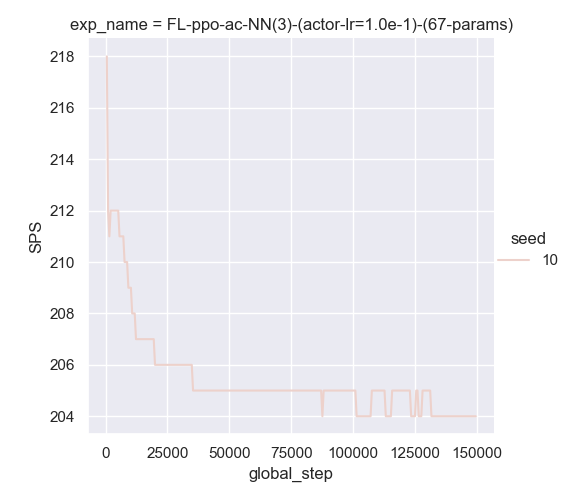 exp_name = FL-ppo-ac-NN(3)-(actor-lr=1.0e-1)-(67-params)
218
216
214
212
210
208
206
204
SPS
seed
10
0 25000 50000 75000 100000 125000 150000
global_step